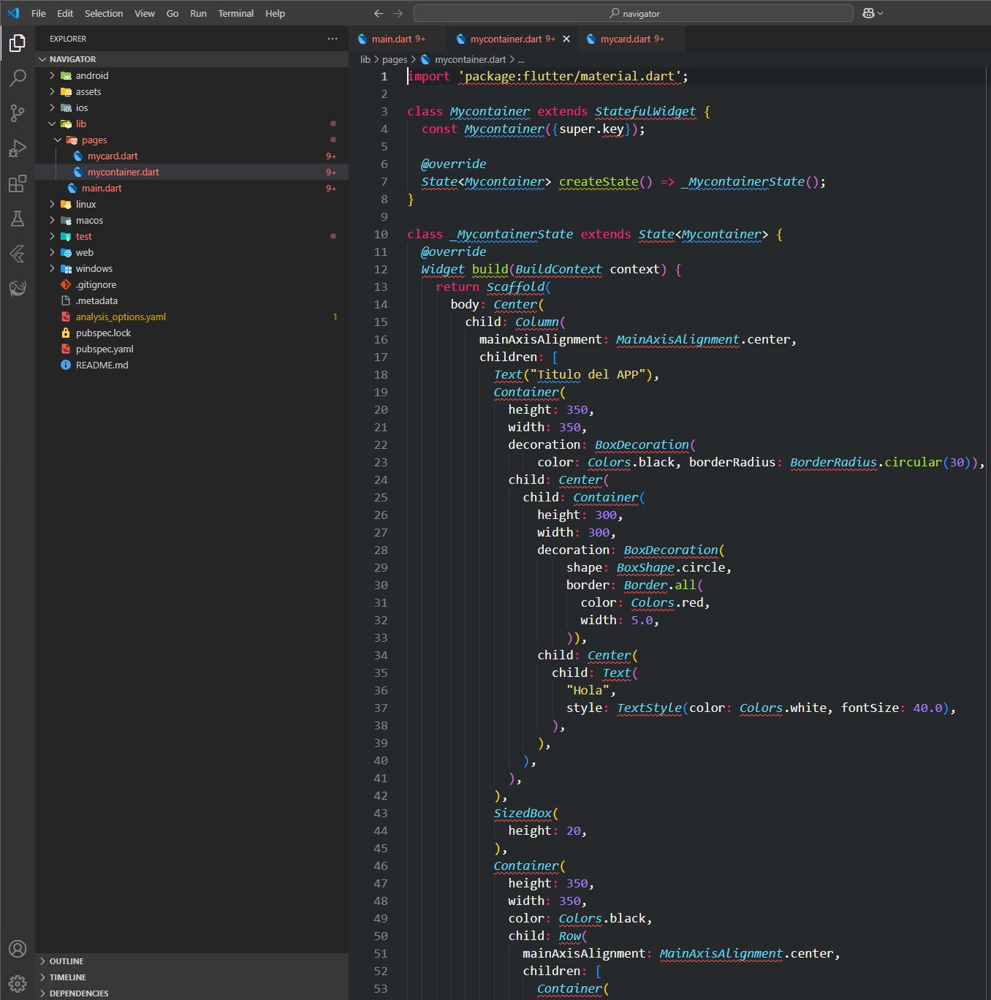 File Edit Selection View Go Run Terminal Help
navigator
EXPLORER
NAVIGATOR
android
assets
ios
lib
pages
mycard.dart 9+
mycontainer.dart 9+
main.dart 9+
linux
macos
test
web
windows
.gitignore
.metadata
analysis_options.yaml 1
pubspec.lock
pubspec.yaml
README.md
OUTLINE
TIMELINE
DEPENDENCIES
main.dart 9+ mycontainer.dart 9+ mycard.dart 9+
lib > pages > mycontainer.dart > ...
1 import 'package:flutter/material.dart';
2
3 class Mycontainer extends StatefulWidget {
4 const Mycontainer({super.key});
5
6 @override
7 State<Mycontainer> createState() => _MycontainerState();
8 }
9
10 class _MycontainerState extends State<Mycontainer> {
11 @override
12 Widget build(BuildContext context) {
13 return Scaffold(
14 body: Center(
15 child: Column(
16 mainAxisAlignment: MainAxisAlignment.center,
17 children: [
18 Text("Titulo del APP"),
19 Container(
20 height: 350,
21 width: 350,
22 decoration: BoxDecoration(
23 color: Colors.black, borderRadius: BorderRadius.circular(30)),
24 child: Center(
25 child: Container(
26 height: 300,
27 width: 300,
28 decoration: BoxDecoration(
29 shape: BoxShape.circle,
30 border: Border.all(
31 color: Colors.red,
32 width: 5.0,
33 )),
34 child: Center(
35 child: Text(
36 "Hola",
37 style: TextStyle(color: Colors.white, fontSize: 40.0),
38 ),
39 ),
40 ),
41 ),
42 ),
43 SizedBox(
44 height: 20,
45 ),
46 Container(
47 height: 350,
48 width: 350,
49 color: Colors.black,
50 child: Row(
51 mainAxisAlignment: MainAxisAlignment.center,
52 children: [
53 Container(